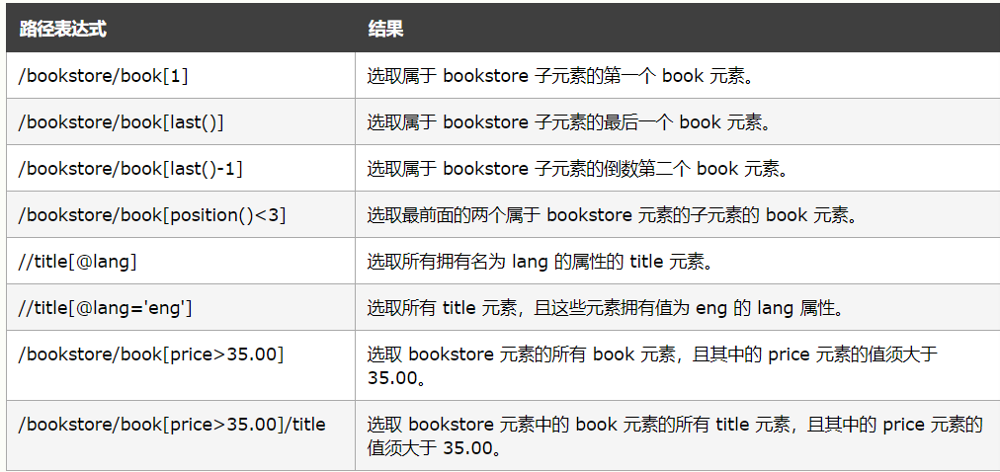 路径表达式 结果
/bookstore/book[1] 选取属于 bookstore 子元素的第一个 book 元素。
/bookstore/book[last()] 选取属于 bookstore 子元素的最后一个 book 元素。
/bookstore/book[last()-1] 选取属于 bookstore 子元素的倒数第二个 book 元素。
/bookstore/book[position()<3] 选取最前面的两个属于 bookstore 元素的子元素的 book 元素。
//title[@lang] 选取所有拥有名为 lang 的属性的 title 元素。
//title[@lang='eng'] 选取所有 title 元素，且这些元素拥有值为 eng 的 lang 属性。
/bookstore/book[price>35.00] 选取 bookstore 元素的所有 book 元素，且其中的 price 元素的值须大于
35.00。
/bookstore/book[price>35.00]/title 选取 bookstore 元素中的 book 元素的所有 title 元素，且其中的 price 元素的
值须大于 35.00。